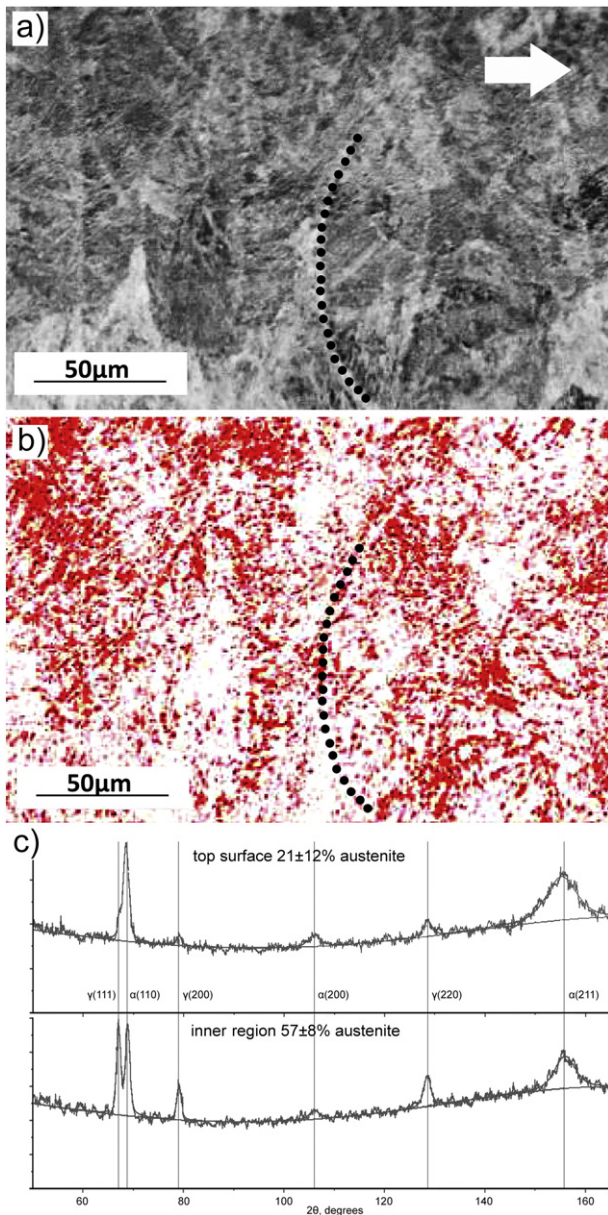 a)
50µm
b)
50µm
c)
top surface 21±12% austenite
γ(111) α(110) γ(200) α(200) γ(220) α(211)
inner region 57±8% austenite
60 80 100 120 140 160
2θ, degrees